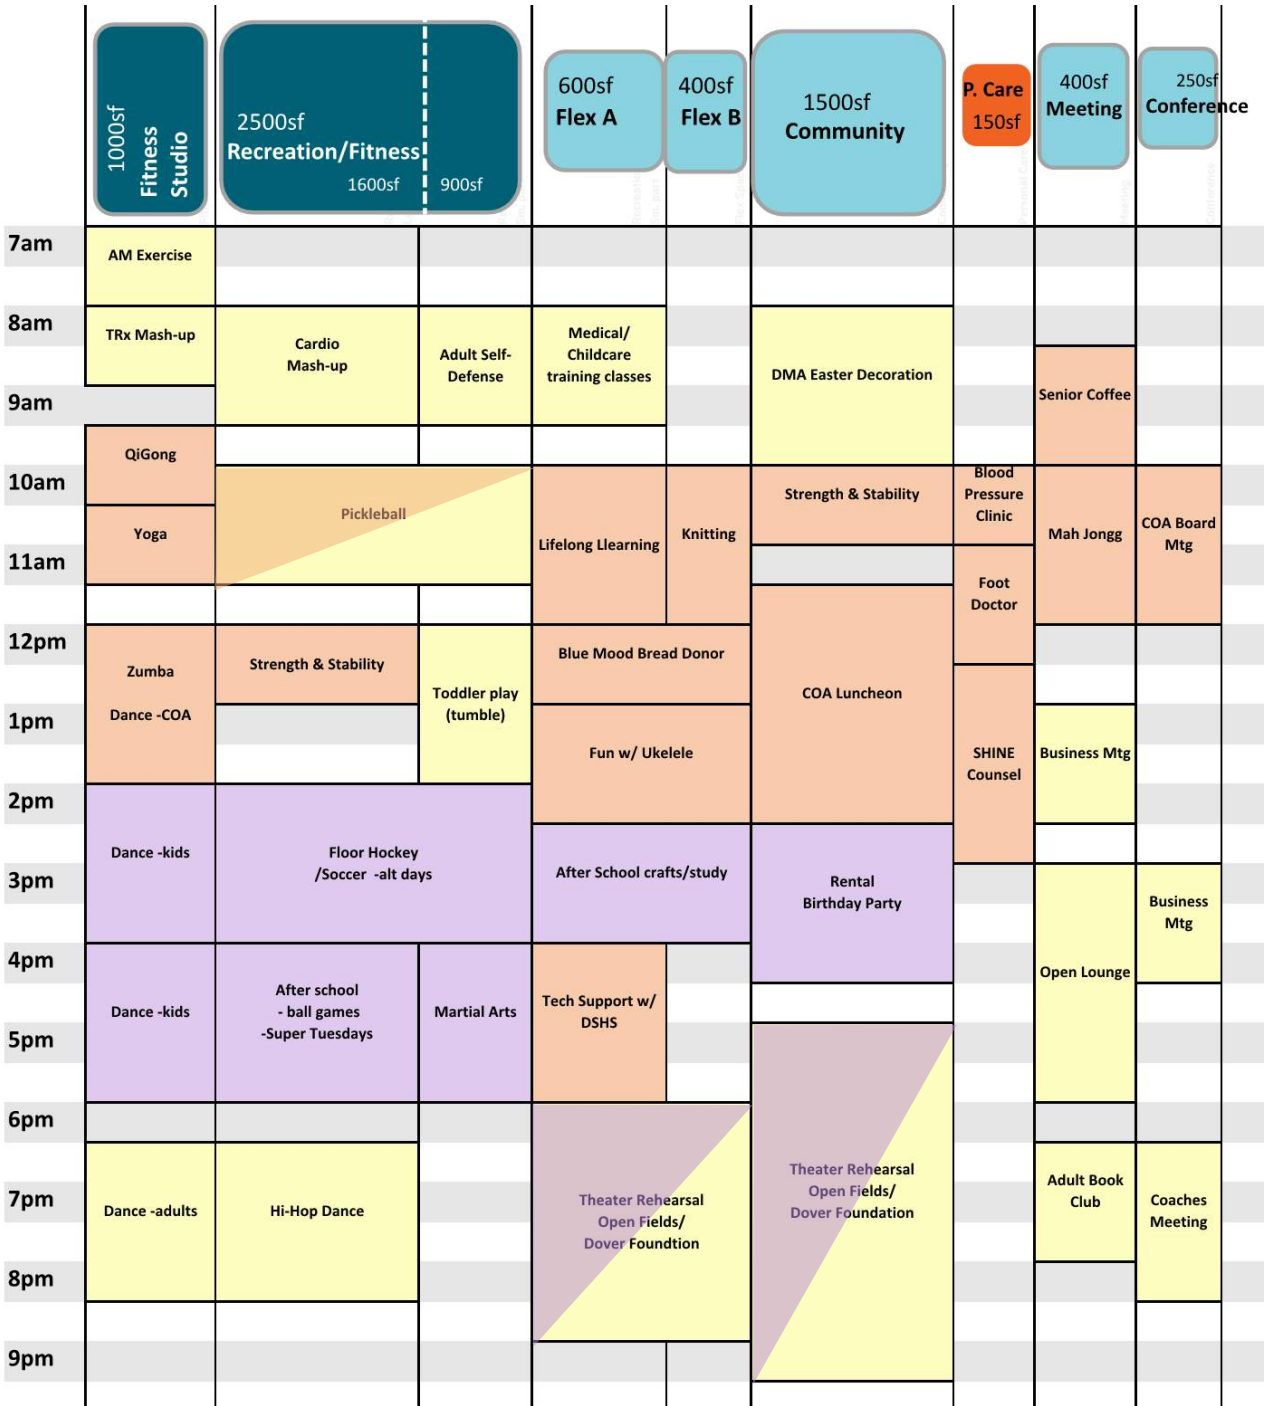 1000sf
Fitness
Studio
2500sf
Recreation/Fitness
1600sf
900sf
600sf
Flex A
400sf
Flex B
1500sf
Community
P. Care
150sf
400sf
Meeting
250sf
Conference
Personal Care
Meeting
Conference
7am
AM Exercise
8am
TRx Mash-up
Cardio
Mash-up
Adult Self-
Defense
Medical/
Childcare
training classes
DMA Easter Decoration
Senior Coffee
9am
QiGong
10am
Pickleball
Lifelong Llearning
Knitting
Strength & Stability
Blood
Pressure
Clinic
Mah Jongg
COA Board
Mtg
Yoga
11am
Foot
Doctor
12pm
Zumba
Dance -COA
Strength & Stability
Toddler play
(tumble)
Blue Mood Bread Donor
COA Luncheon
1pm
Fun w/ Ukelele
SHINE
Counsel
Business Mtg
2pm
Dance -kids
Floor Hockey
/Soccer -alt days
After School crafts/study
Rental
Birthday Party
3pm
Business
Mtg
Open Lounge
4pm
Dance -kids
After school
- ball games
-Super Tuesdays
Martial Arts
Tech Support w/
DSHS
5pm
6pm
Theater Rehearsal
Open Fields/
Dover Foundtion
Theater Rehearsal
Open Fields/
Dover Foundation
Adult Book
Club
Coaches
Meeting
7pm
Dance -adults
Hi-Hop Dance
8pm
9pm